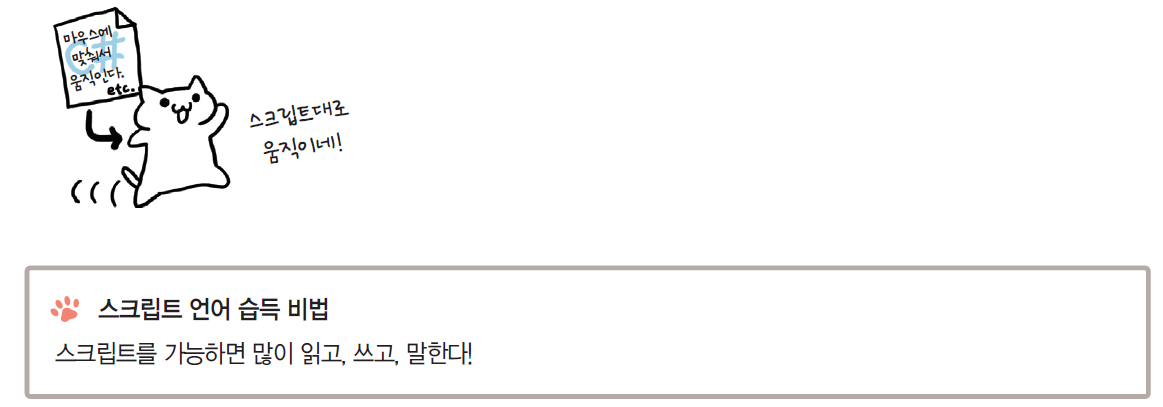 마우스에
C#
맞춰서
움직인다.
etc.
스크립트대로
움직이네!
스크립트 언어 습득 비법
스크립트를 가능하면 많이 읽고, 쓰고, 말한다!